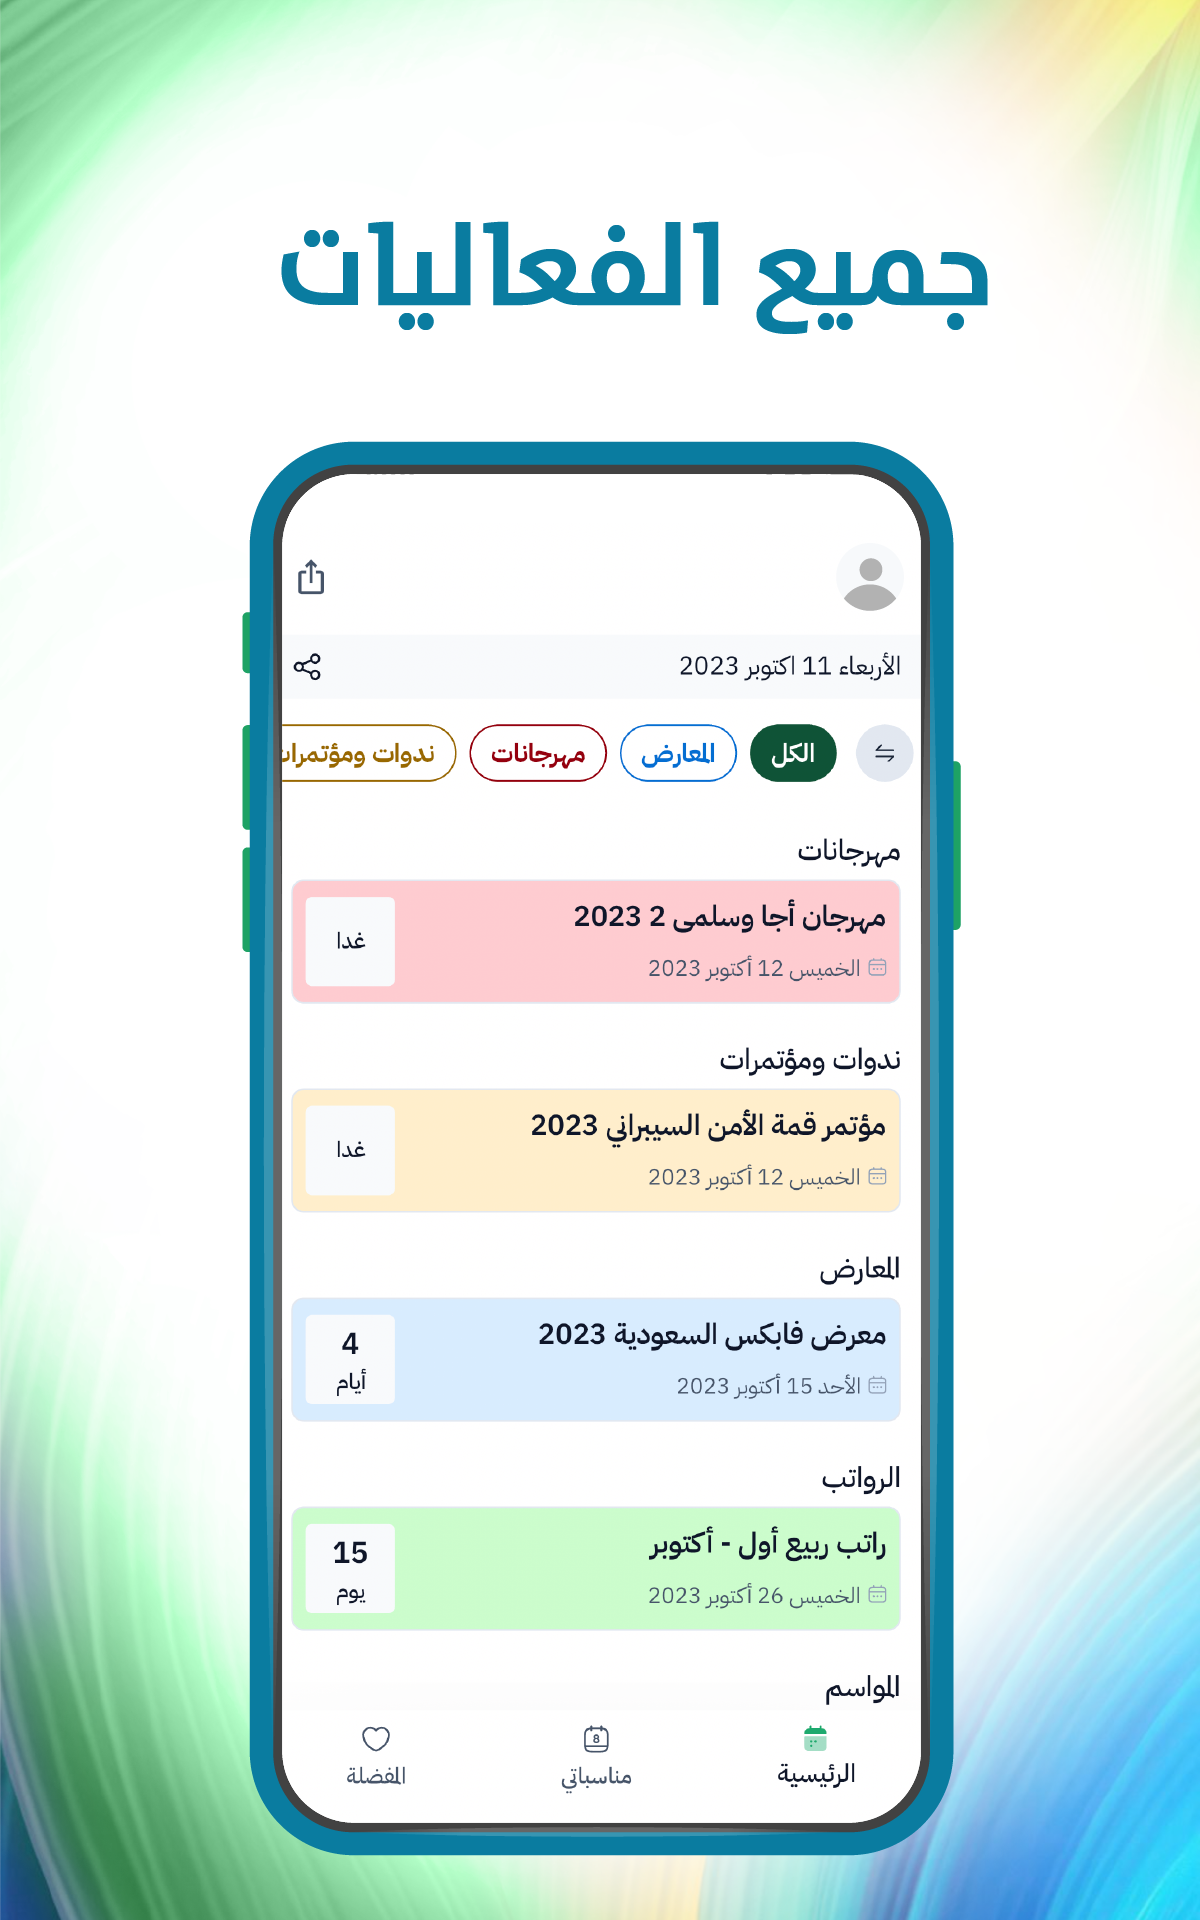 جميع الفعاليات
الأربعاء 11 اكتوبر 2023
الكل
المعارض
مهرجانات
ندوات ومؤتمرات
مهرجانات
مهرجان أجا وسلمى 2 2023
الخميس 12 أكتوبر 2023
غدا
ندوات ومؤتمرات
مؤتمر قمة الأمن السيبراني 2023
الخميس 12 أكتوبر 2023
غدا
المعارض
معرض فابكس السعودية 2023
الأحد 15 أكتوبر 2023
4
أيام
الرواتب
راتب ربيع أول - أكتوبر
الخميس 26 أكتوبر 2023
15
يوم
المواسم
8
الرئيسية
مناسباتي
المفضلة